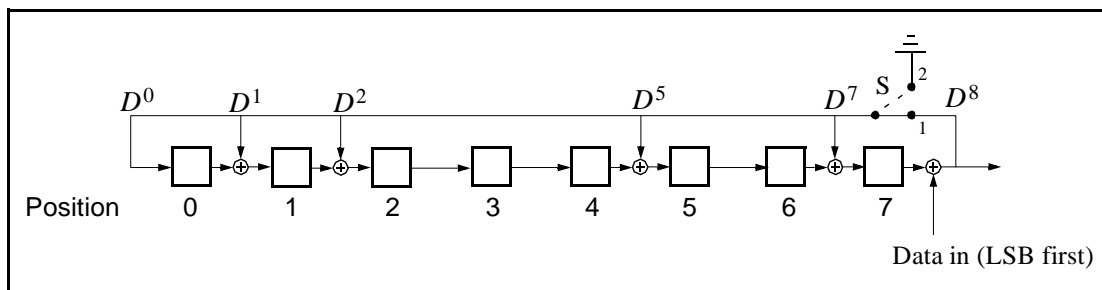 S 2
D⁰ D¹ D² D⁵ D⁷ D⁸
1
Position 0 1 2 3 4 5 6 7
Data in (LSB first)